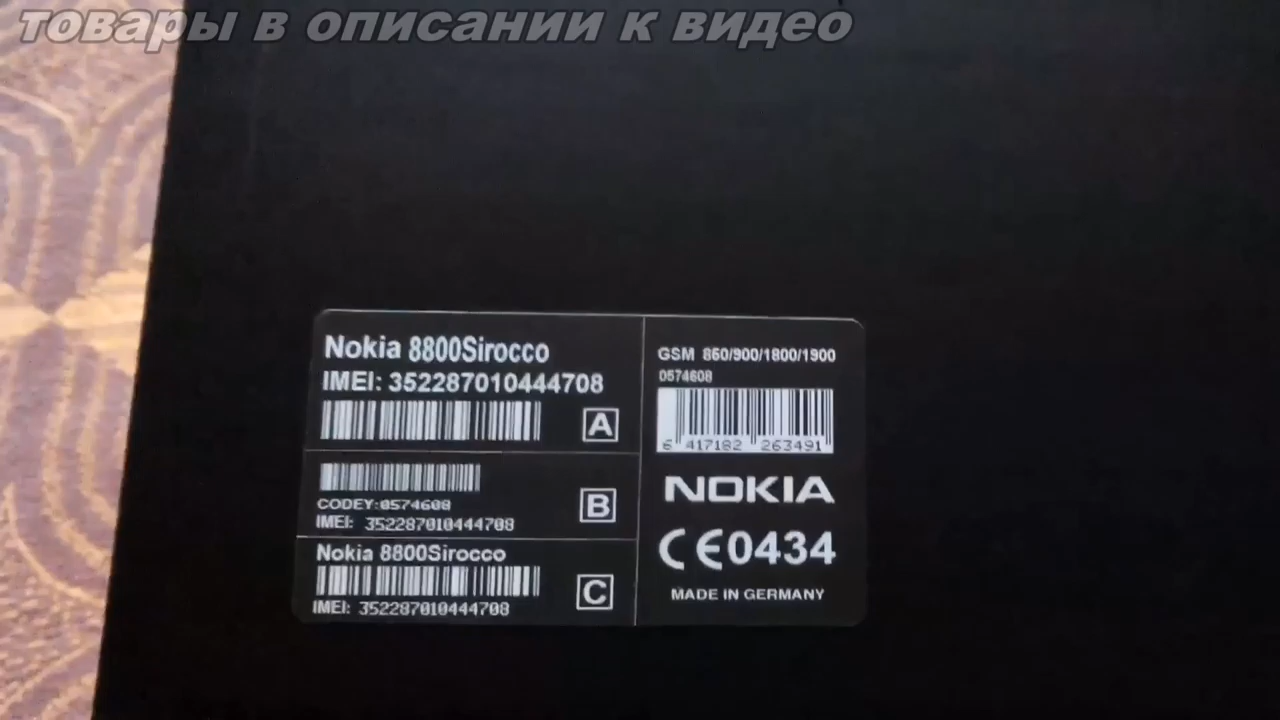 товары в описании к видео
Nokia 8800Sirocco
IMEI: 352287010444708
A
CODEY:0574608
IMEI: 352287010444708
B
Nokia 8800Sirocco
IMEI: 352287010444708
C
GSM 850/900/1800/1900
0574608
6 417182 263491
NOKIA
CE0434
MADE IN GERMANY